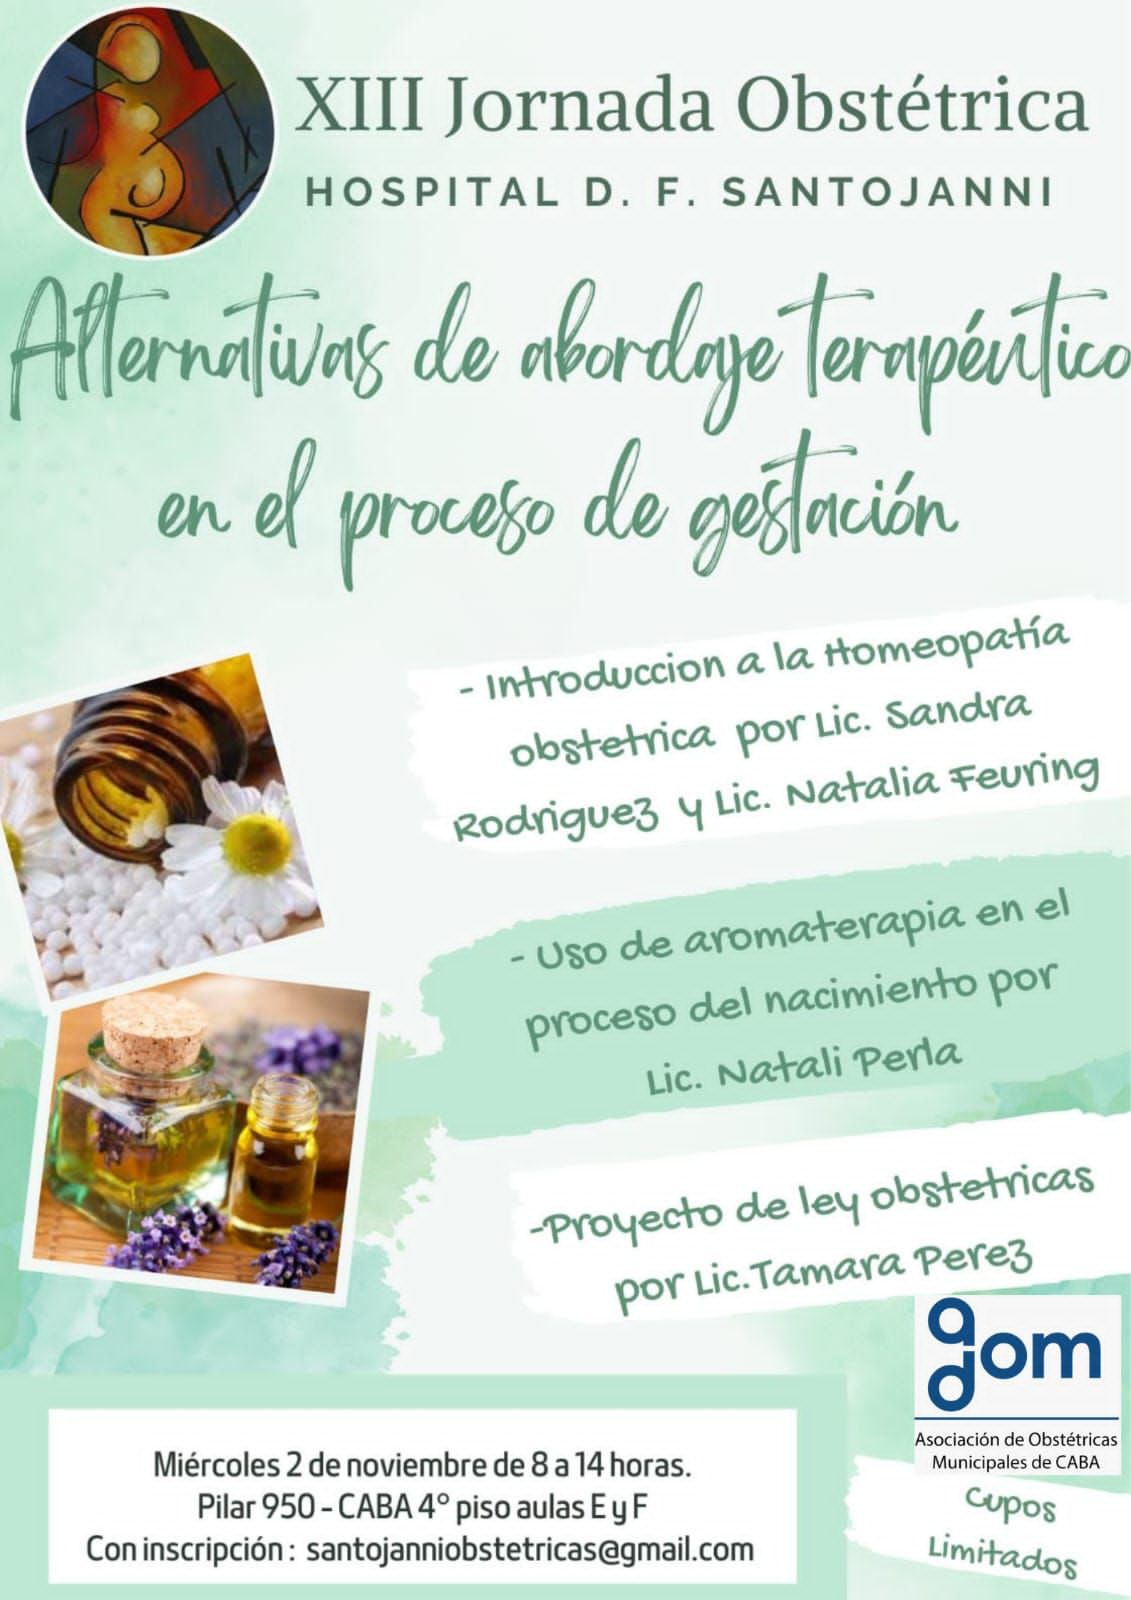 XIII Jornada Obstétrica
HOSPITAL D. F. SANTOJANNI
Alternativas de abordaje terapéutico
en el proceso de gestación
- Introduccion a la Homeopatía
obstetrica por Lic. Sandra
Rodriguez y Lic. Natalia Feuring
- Uso de aromaterapia en el
proceso del nacimiento por
Lic. Natali Perla
-Proyecto de ley obstetricas
por Lic.Tamara Perez
adom
Asociación de Obstétricas
Municipales de CABA
Cupos
Limitados
Miércoles 2 de noviembre de 8 a 14 horas.
Pilar 950 - CABA 4° piso aulas E y F
Con inscripción : santojanniobstetricas@gmail.com